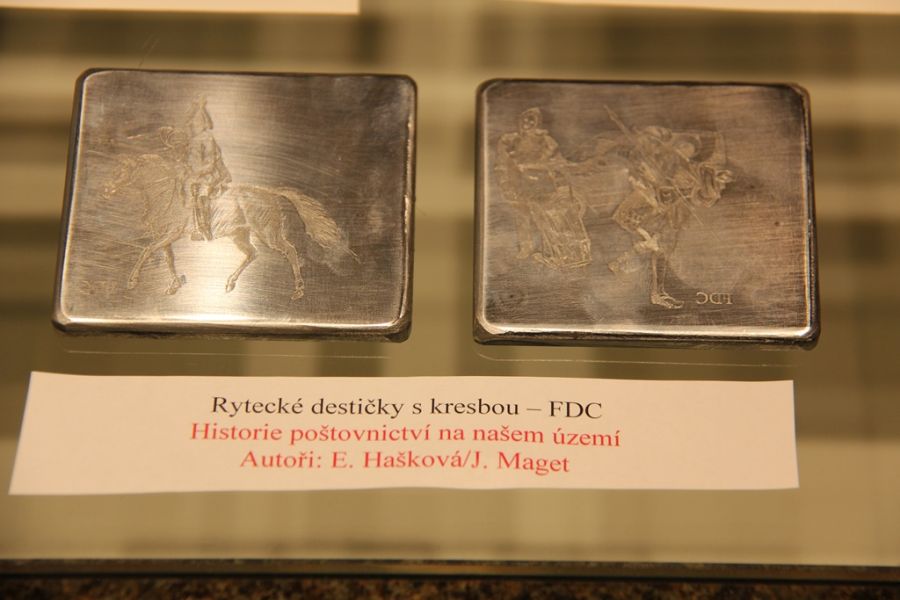 FDC
Rytecké destičky s kresbou – FDC
Historie poštovnictví na našem území
Autoři: E. Hašková/J. Maget